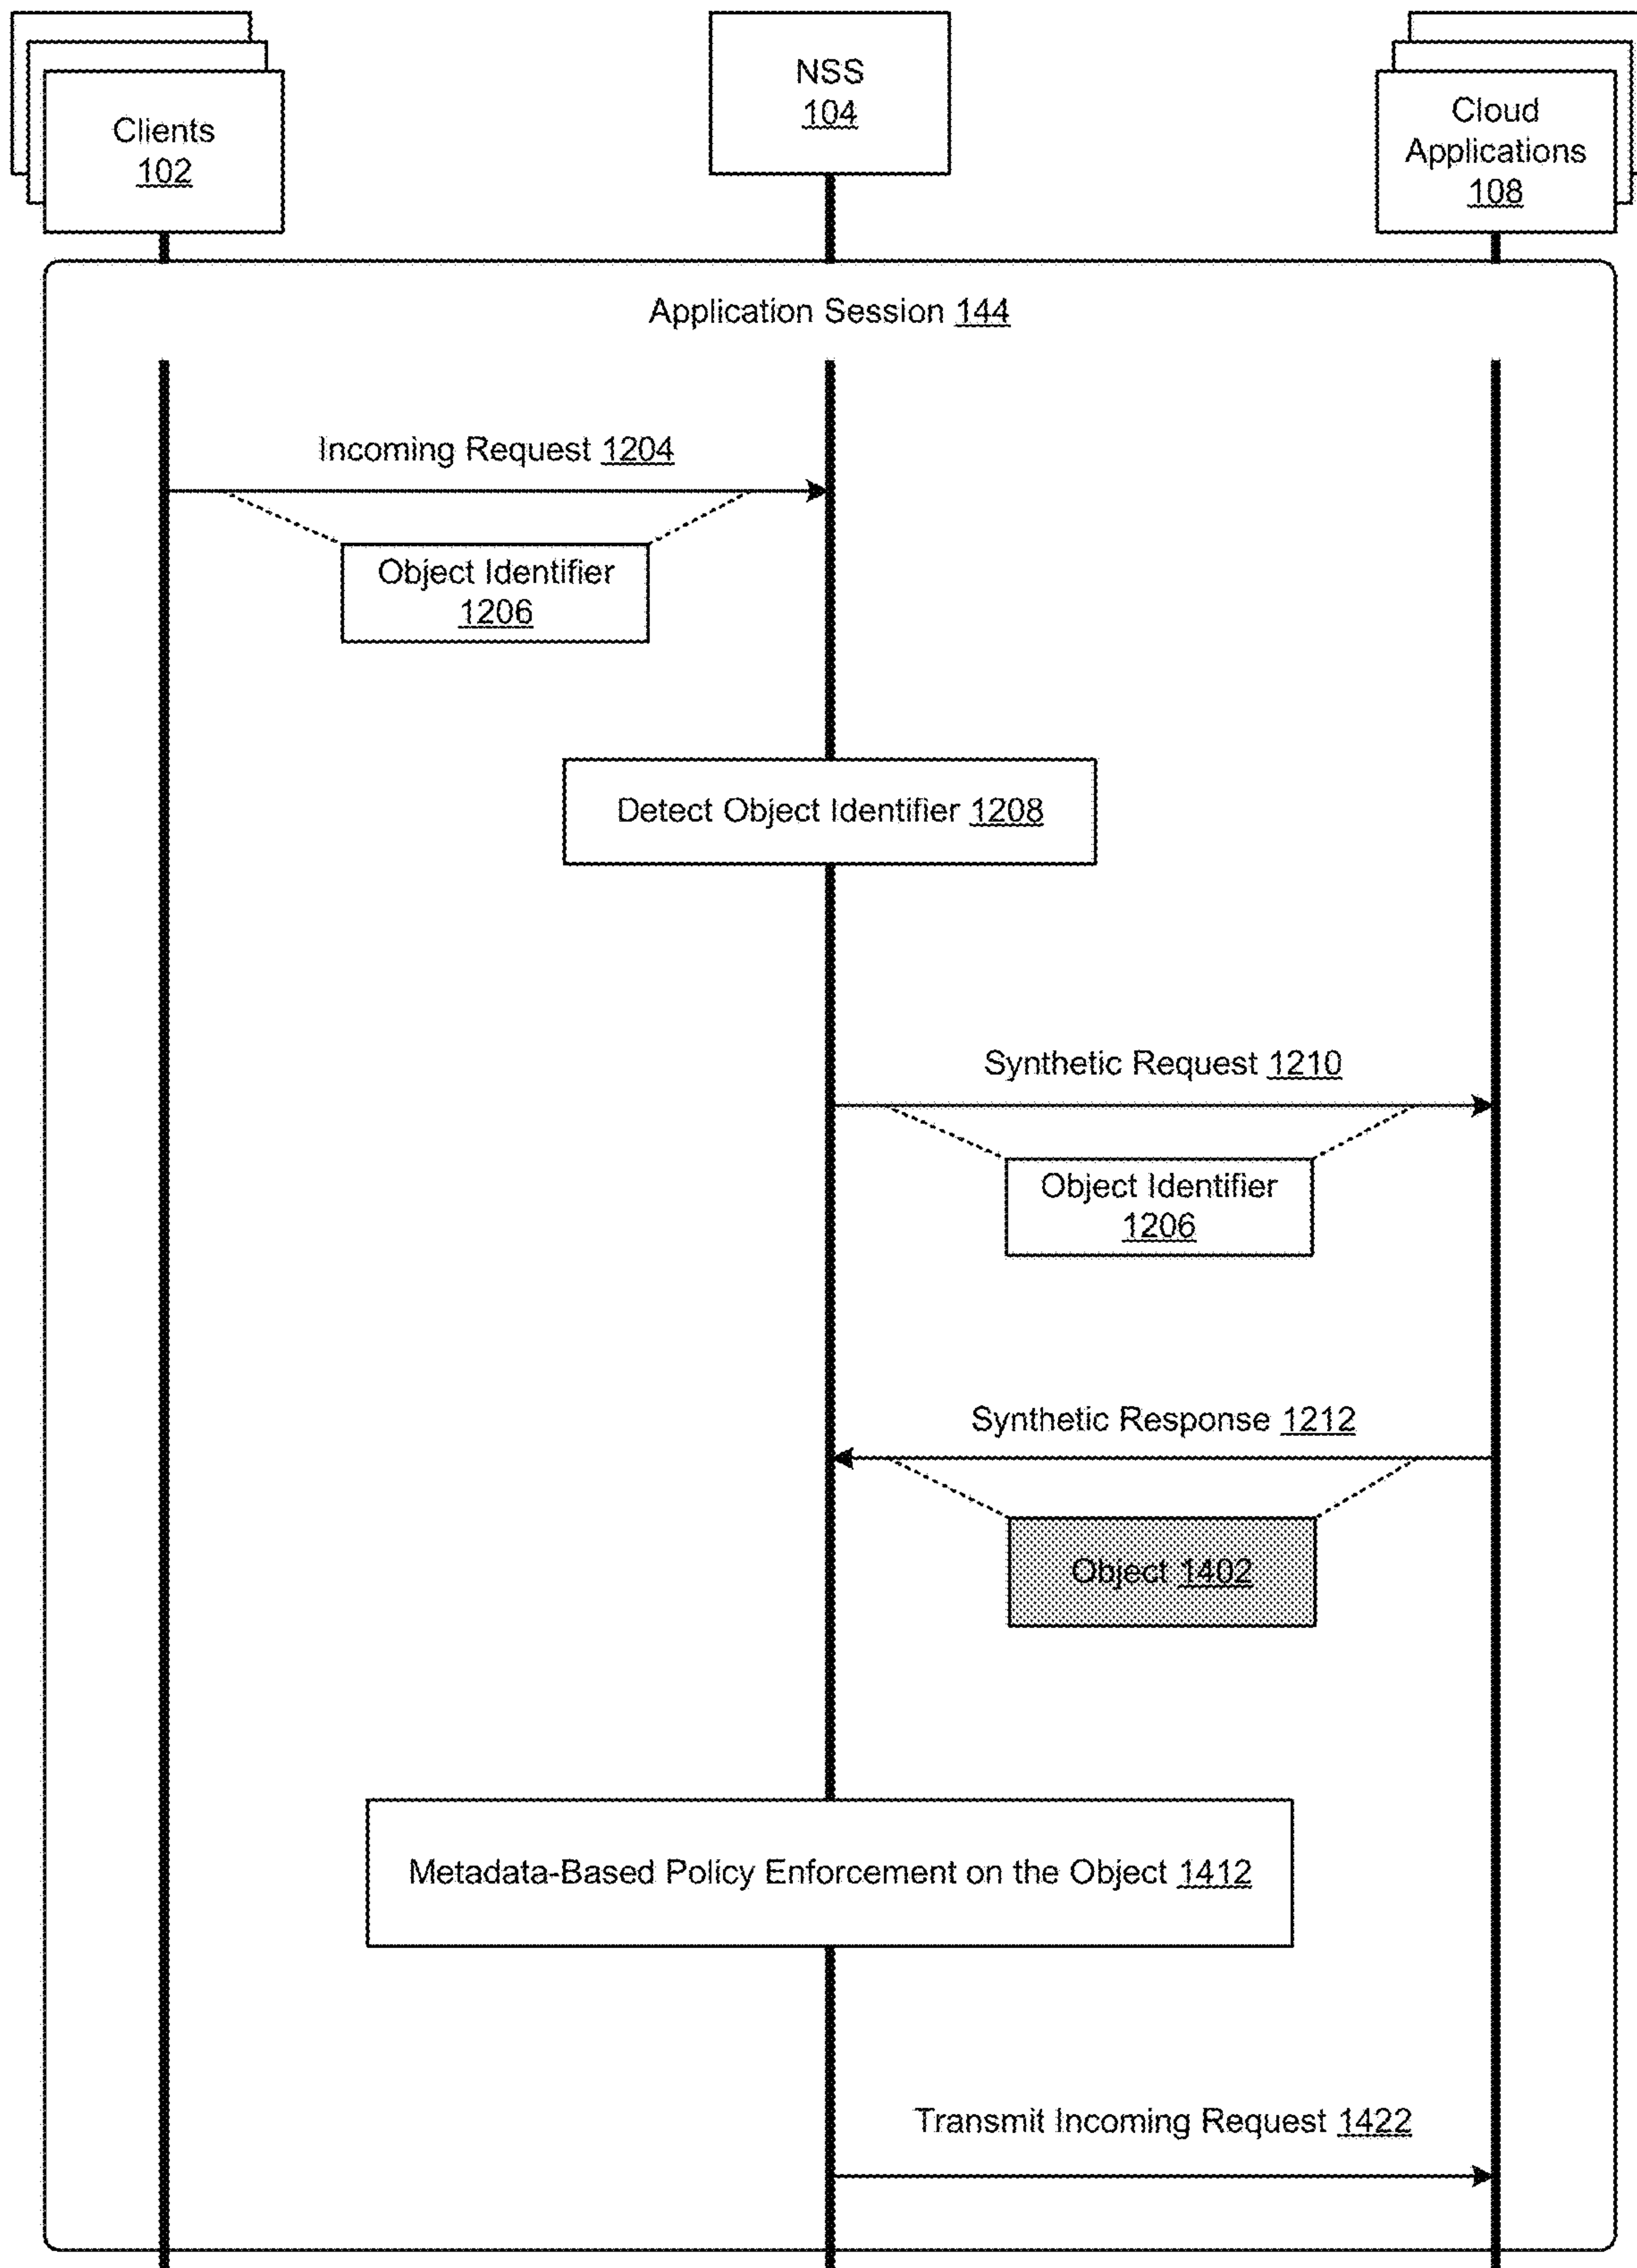 Clients
102
NSS
104
Cloud
Applications
108
Application Session 144
Incoming Request 1204
Object Identifier
1206
Detect Object Identifier 1208
Synthetic Request 1210
Object Identifier
1206
Synthetic Response 1212
Object 1402
Metadata-Based Policy Enforcement on the Object 1412
Transmit Incoming Request 1422